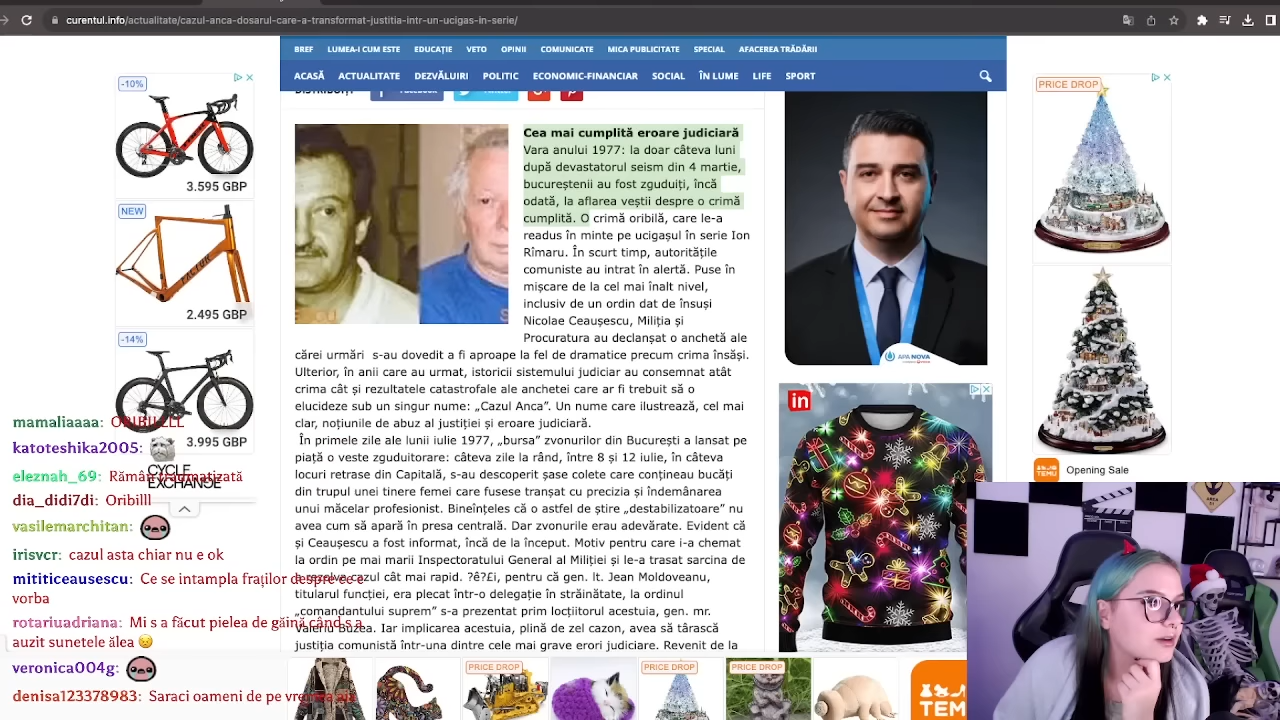 curentul.info/actualitate/cazul-anca-dosarul-care-a-transformat-justitia-intr-un-ucigas-in-serie/
BREF LUMEA-I CUM ESTE EDUCAȚIE VETO OPINII COMUNICATE MICA PUBLICITATE SPECIAL AFACEREA TRĂDĂRII
ACASĂ ACTUALITATE DEZVĂLUIRI POLITIC ECONOMIC-FINANCIAR SOCIAL ÎN LUME LIFE SPORT
-10%
3.595 GBP
NEW
2.495 GBP
-14%
3.995 GBP
CYCLE
EXCHANGE
Cea mai cumplită eroare judiciară
Vara anului 1977: la doar câteva luni
după devastatorul seism din 4 martie,
bucureștenii au fost zguduiți, încă
odată, la aflarea veștii despre o crimă
cumplită. O crimă oribilă, care le-a
readus în minte pe ucigașul în serie Ion
Rîmaru. În scurt timp, autoritățile
comuniste au intrat în alertă. Puse în
mișcare de la cel mai înalt nivel,
inclusiv de un ordin dat de însuși
Nicolae Ceaușescu, Miliția și
Procuratura au declanșat o anchetă ale
cărei urmări s-au dovedit a fi aproape la fel de dramatice precum crima însăși.
Ulterior, în anii care au urmat, istoricii sistemului judiciar au consemnat atât
crima cât și rezultatele catastrofale ale anchetei care ar fi trebuit să o
elucideze sub un singur nume: „Cazul Anca”. Un nume care ilustrează, cel mai
clar, noțiunile de abuz al justiției și eroare judiciară.
În primele zile ale lunii iulie 1977, „bursa” zvonurilor din București a lansat pe
piață o veste zguduitoare: câteva zile la rând, între 8 și 12 iulie, în câteva
locuri retrase din Capitală, s-au descoperit șase colete care conțineau bucăți
din trupul unei tinere femei care fusese tranșat cu precizia și îndemânarea
unui măcelar profesionist. Bineînțeles că o astfel de știre „destabilizatoare” nu
avea cum să apară în presa centrală. Dar zvonurile erau adevărate. Evident că
și Ceaușescu a fost informat, încă de la început. Motiv pentru care i-a chemat
la ordin pe mai marii Inspectoratului General al Miliției și le-a trasat sarcina de
a rezolva cazul cât mai rapid. ?ê?£i, pentru că gen. lt. Jean Moldoveanu,
titularul funcției, era plecat într-o delegație în străinătate, la ordinul
„comandantului suprem” s-a prezentat prim locțiitorul acestuia, gen. mr.
Valeriu Buzea. Iar implicarea acestuia, plină de zel cazon, avea să târască
justiția comunistă într-una dintre cele mai grave erori judiciare. Revenit de la
APA NOVA
in
PRICE DROP
TEMU
Opening Sale
mamaliaaaa: ORIBILLLL
katoteshika2005:
eleznah_69: Rămân traumatizată
dia_didi7di: Oribilll
vasilemarchitan:
irisvcr: cazul asta chiar nu e ok
mititiceausescu: Ce se intampla fraților despre ce e
vorba
rotariuadriana: Mi s a făcut pielea de găină când s a
auzit sunetele ălea
veronica004g:
denisa123378983: Saraci oameni de pe vremea aia
PRICE DROP
PRICE DROP
PRICE DROP
TEM
AREA
51